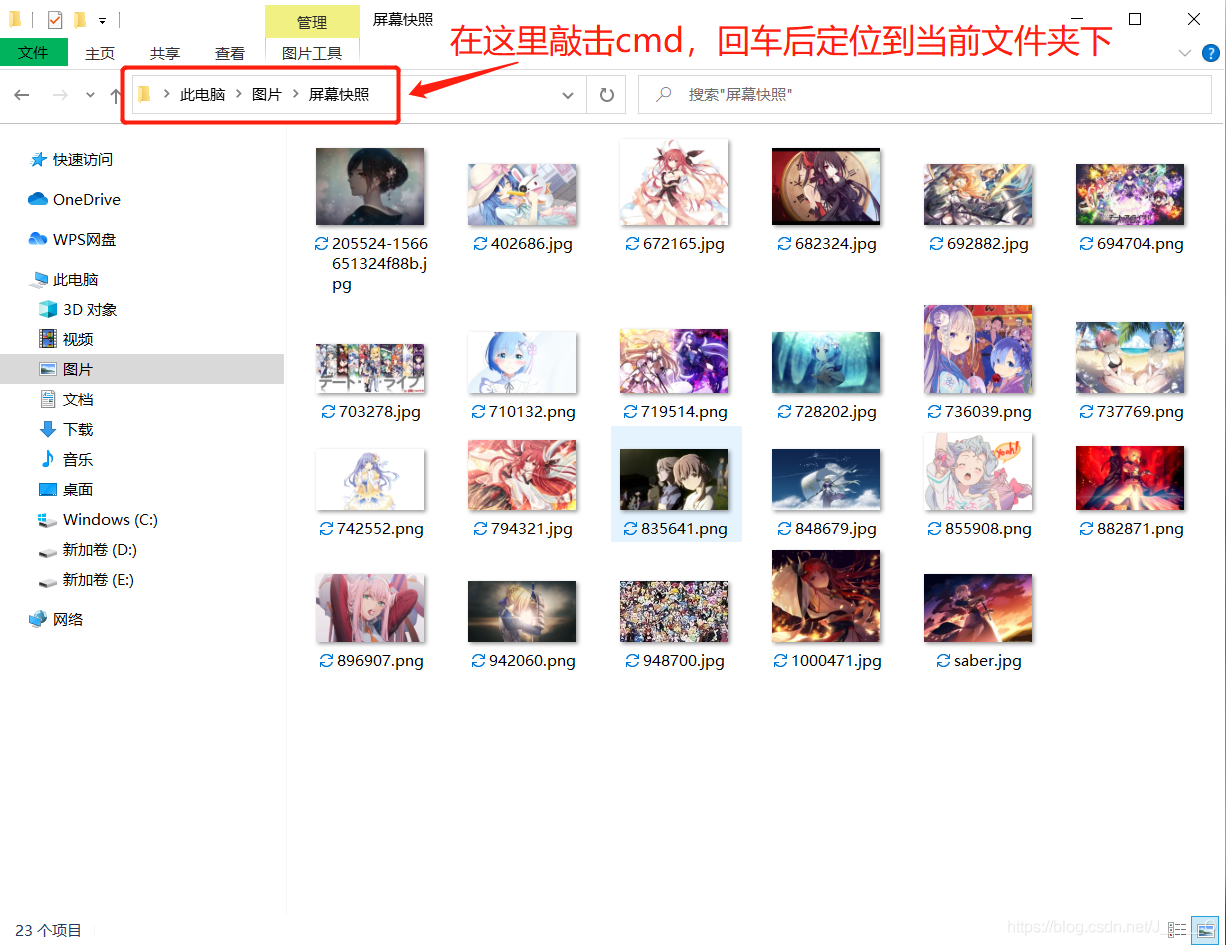 管理
屏幕快照
在这里敲击cmd，回车后定位到当前文件夹下
文件
主页
共享
查看
图片工具
此电脑
图片
屏幕快照
搜索"屏幕快照"
快速访问
OneDrive
WPS网盘
此电脑
3D 对象
视频
图片
文档
下载
音乐
桌面
Windows (C:)
新加卷 (D:)
新加卷 (E:)
网络
205524-1566
651324f88b.j
pg
402686.jpg
672165.jpg
682324.jpg
692882.jpg
694704.png
703278.jpg
710132.png
719514.png
728202.jpg
736039.png
737769.png
742552.png
794321.jpg
835641.png
848679.jpg
Yeah!
855908.png
882871.png
896907.png
942060.png
948700.jpg
1000471.jpg
saber.jpg
23 个项目